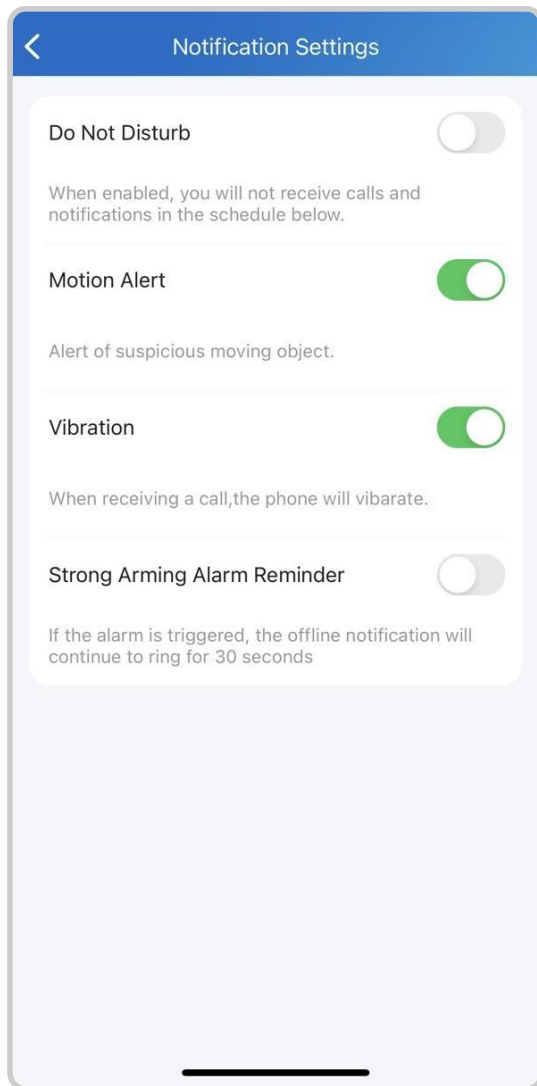 Notification Settings
Do Not Disturb
When enabled, you will not receive calls and
notifications in the schedule below.
Motion Alert
Alert of suspicious moving object.
Vibration
When receiving a call,the phone will vibarate.
Strong Arming Alarm Reminder
If the alarm is triggered, the offline notification will
continue to ring for 30 seconds